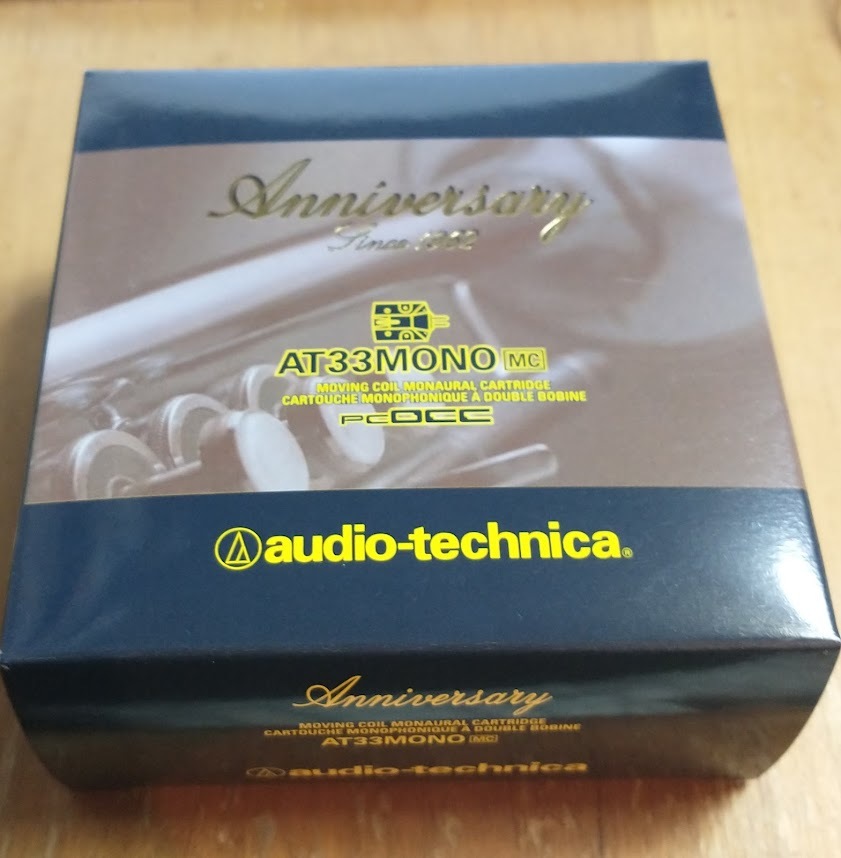 Anniversary
Since 1962
AT33MONO MC
MOVING COIL MONAURAL CARTRIDGE
CARTOUCHE MONOPHONIQUE À DOUBLE BOBINE
PCOCC
audio-technica®
Anniversary
MOVING COIL MONAURAL CARTRIDGE
CARTOUCHE MONOPHONIQUE À DOUBLE BOBINE
AT33MONO MC
audio-technica